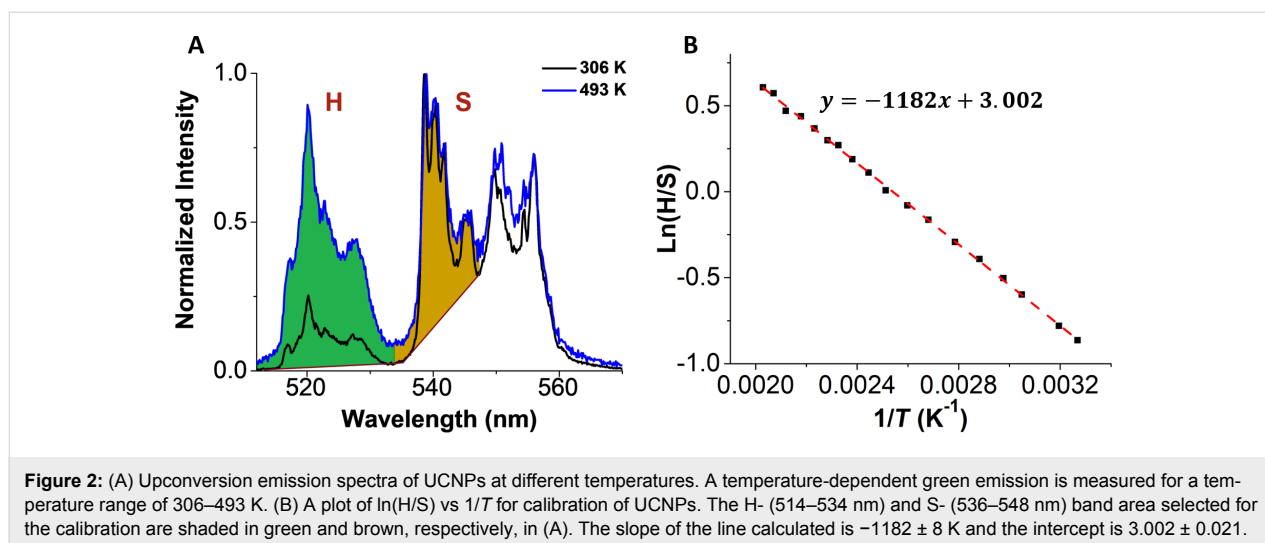 A
B
306 K
493 K
H
S
1.0
0.5
0.0
Normalized Intensity
520
540
560
Wavelength (nm)
y = −1182x + 3.002
0.5
0.0
-0.5
-1.0
Ln(H/S)
0.0020
0.0024
0.0028
0.0032
1/T (K⁻¹)
Figure 2: (A) Upconversion emission spectra of UCNPs at different temperatures. A temperature-dependent green emission is measured for a tem-
perature range of 306–493 K. (B) A plot of ln(H/S) vs 1/T for calibration of UCNPs. The H- (514–534 nm) and S- (536–548 nm) band area selected for
the calibration are shaded in green and brown, respectively, in (A). The slope of the line calculated is −1182 ± 8 K and the intercept is 3.002 ± 0.021.